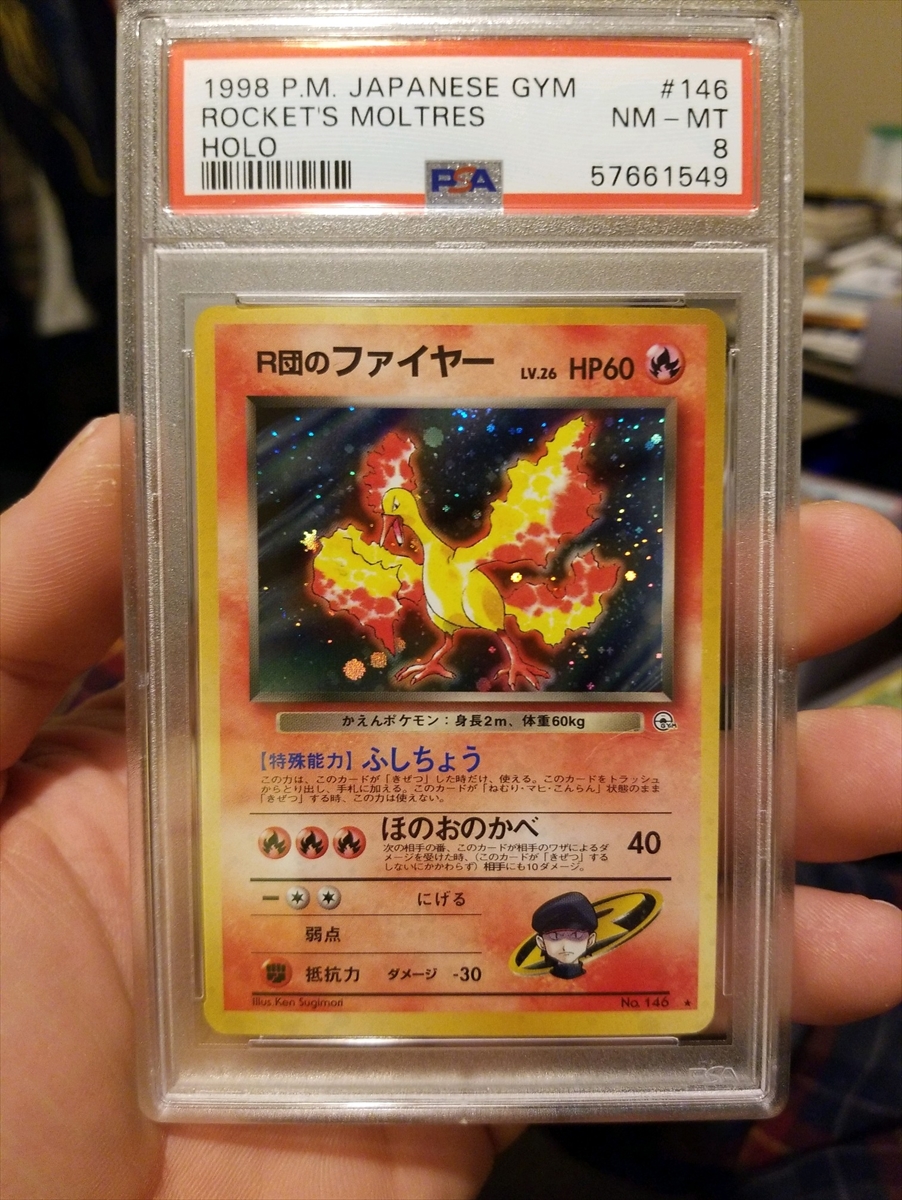 1998 P.M. JAPANESE GYM #146
ROCKET'S MOLTRES NM - MT
HOLO 8
PSA 57661549
R団のファイヤー LV.26 HP60
かえんポケモン：身長2m、体重60kg
GYM
【特殊能力】ふしちょう
この力は、このカードが「きぜつ」した時だけ、使える。このカードをトラッシュ
からとり出し、手札に加える。このカードが「ねむり・マヒ・こんらん」状態のまま
「きぜつ」する時、この力は使えない。
ほのおのかべ 40
次の相手の番、このカードが相手のワザによるダ
メージを受けた時、（このカードが「きぜつ」する
しないにかかわらず）相手にも10ダメージ。
にげる
弱点
抵抗力 ダメージ -30
Illus.Ken Sugimori No.146 ★
PSA